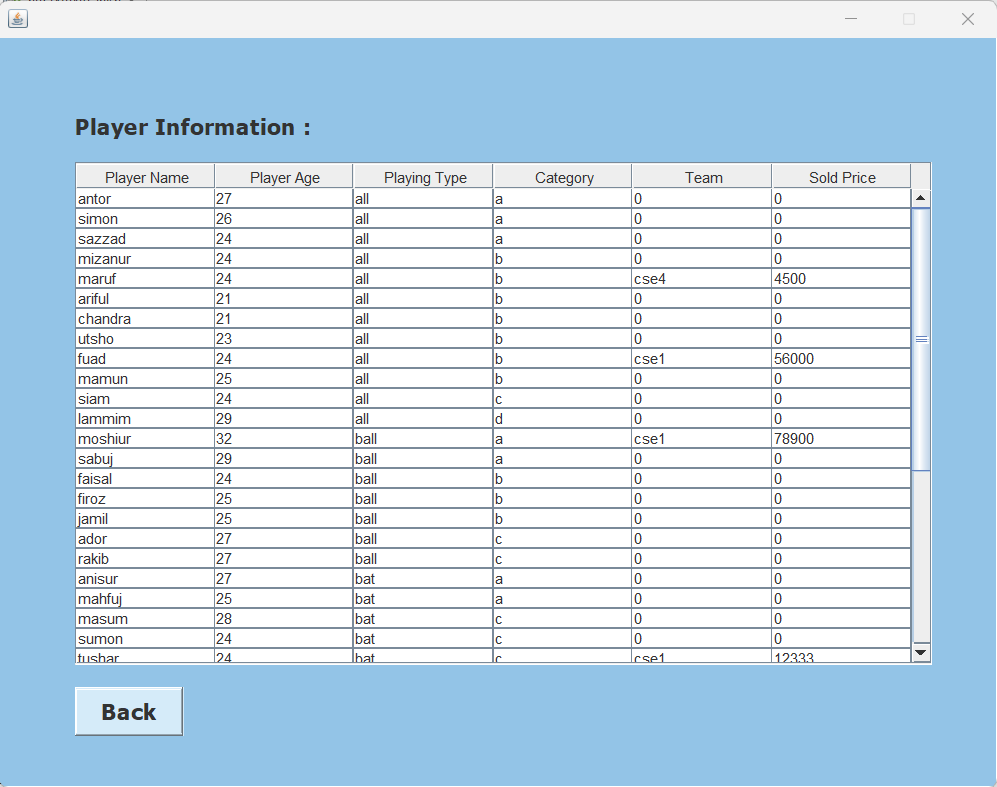 Player Information :
Player Name Player Age Playing Type Category Team Sold Price
antor 27 all a 0 0
simon 26 all a 0 0
sazzad 24 all a 0 0
mizanur 24 all b 0 0
maruf 24 all b cse4 4500
ariful 21 all b 0 0
chandra 21 all b 0 0
utsho 23 all b 0 0
fuad 24 all b cse1 56000
mamun 25 all b 0 0
siam 24 all c 0 0
lammim 29 all d 0 0
moshiur 32 ball a cse1 78900
sabuj 29 ball a 0 0
faisal 24 ball b 0 0
firoz 25 ball b 0 0
jamil 25 ball b 0 0
ador 27 ball c 0 0
rakib 27 ball c 0 0
anisur 27 bat a 0 0
mahfuj 25 bat a 0 0
masum 28 bat c 0 0
sumon 24 bat c 0 0
tushar 24 bat c cse1 12333
Back